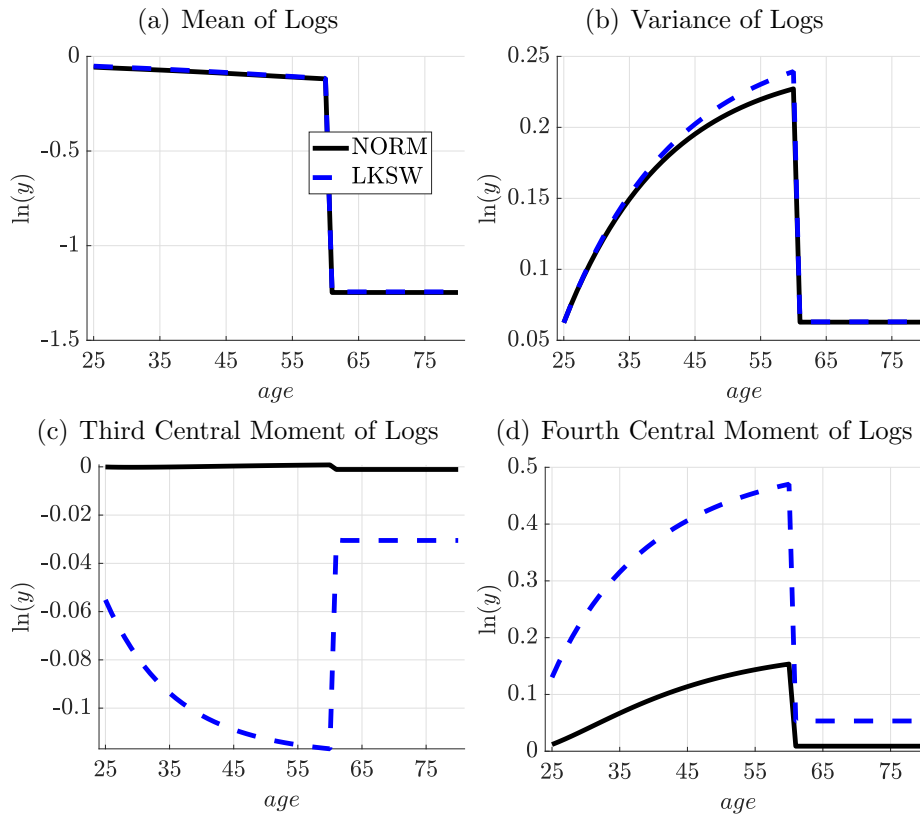 (a) Mean of Logs
0
-0.5
-1
-1.5
ln(y)
25 35 45 55 65 75
age
NORM
LKSW
(b) Variance of Logs
0.25
0.2
0.15
0.1
0.05
ln(y)
25 35 45 55 65 75
age
(c) Third Central Moment of Logs
0
-0.02
-0.04
-0.06
-0.08
-0.1
ln(y)
25 35 45 55 65 75
age
(d) Fourth Central Moment of Logs
0.5
0.4
0.3
0.2
0.1
0
ln(y)
25 35 45 55 65 75
age